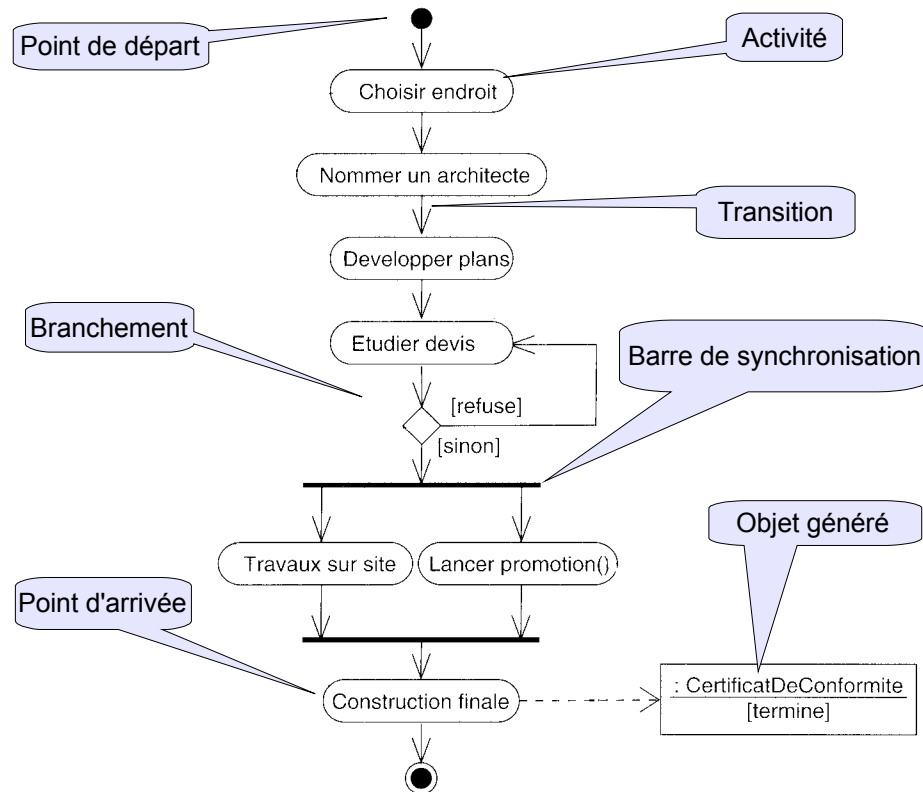 Point de départ
Activité
Choisir endroit
Nommer un architecte
Transition
Developper plans
Branchement
Etudier devis
Barre de synchronisation
[refuse]
[sinon]
Objet généré
Travaux sur site
Lancer promotion()
Point d'arrivée
: CertificatDeConformite
Construction finale
[termine]